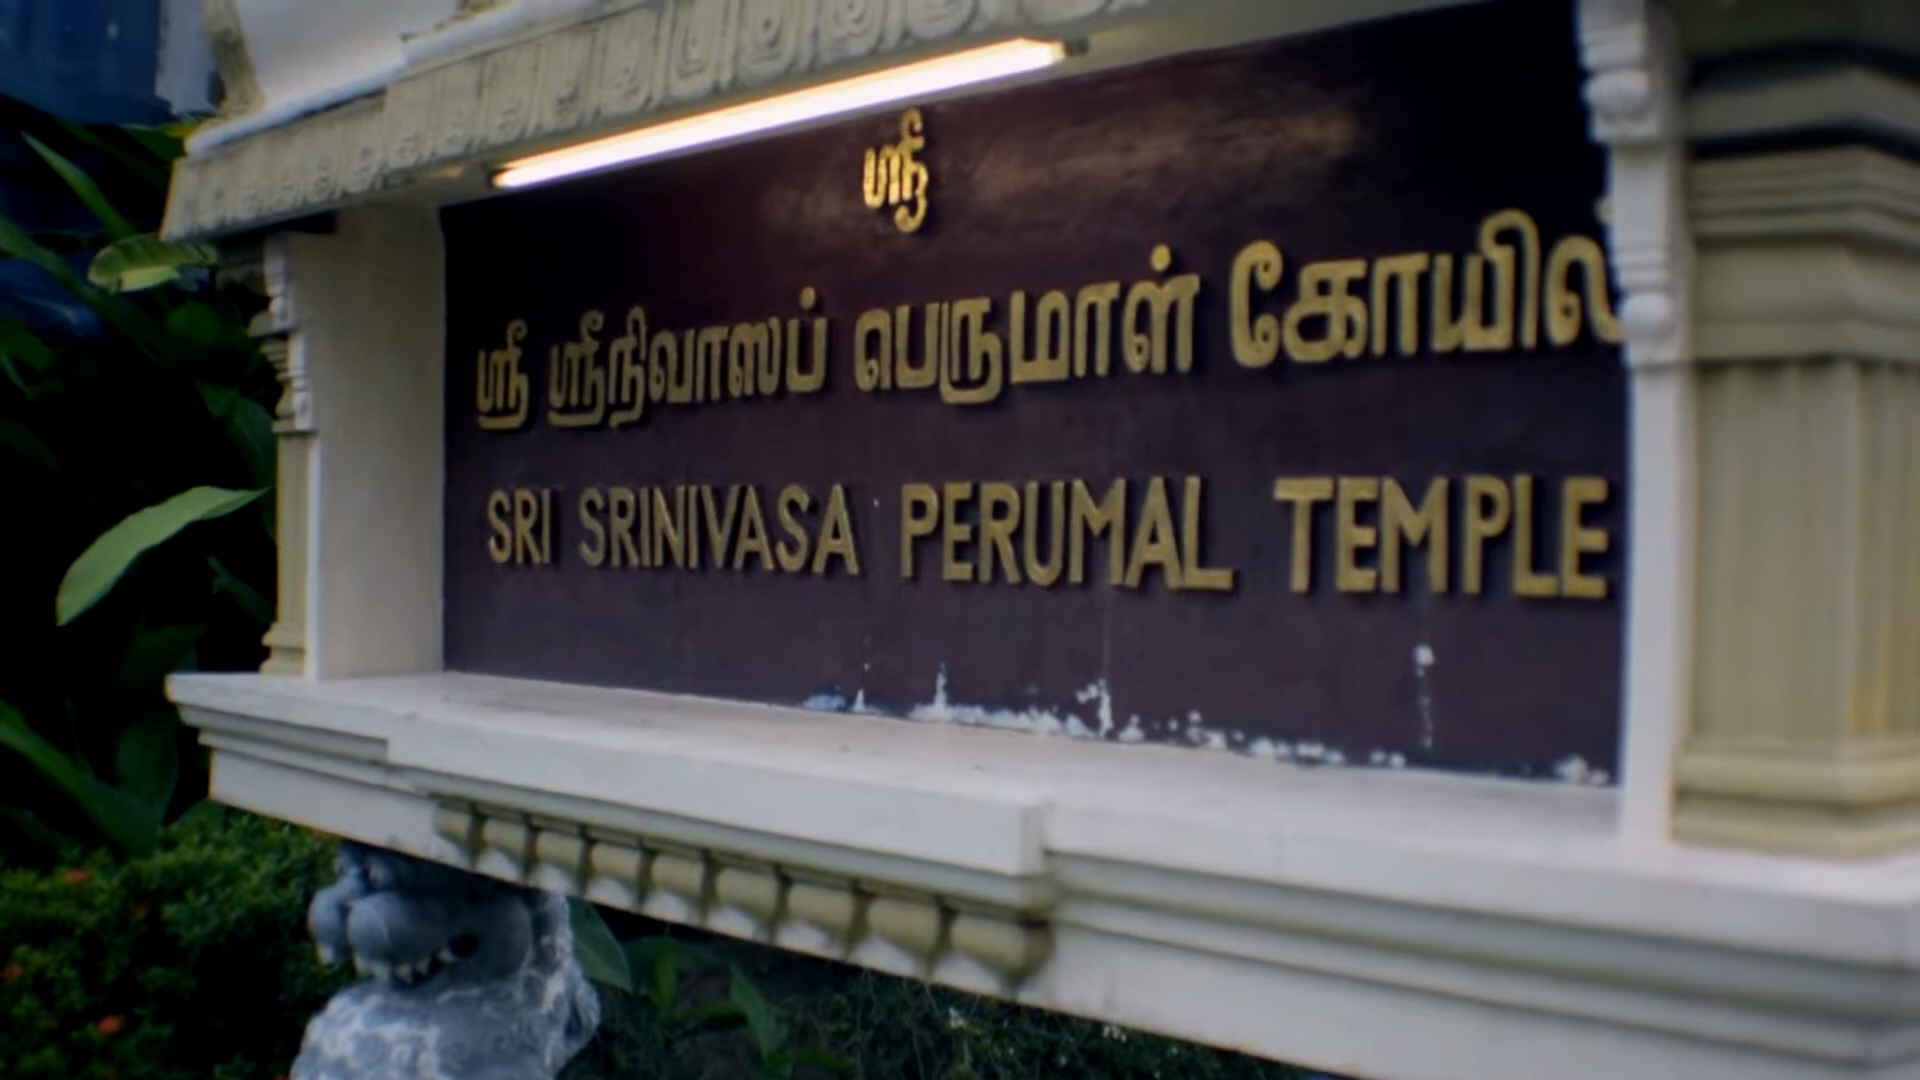 ஸ்ரீ
ஸ்ரீ ஸ்ரீநிவாஸப் பெருமாள் கோயில்
SRI SRINIVASA PERUMAL TEMPLE